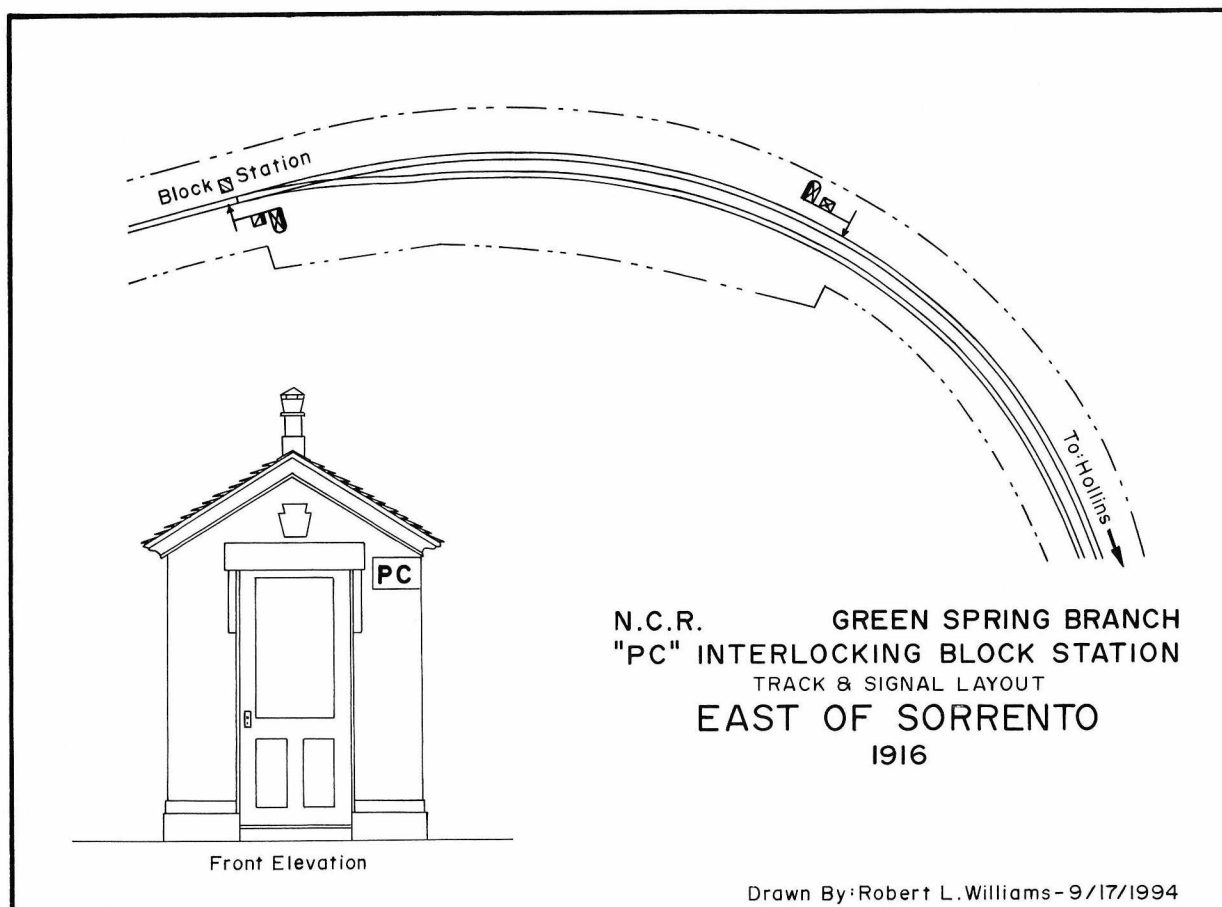 Block Station
To:Hollins
PC
N.C.R. GREEN SPRING BRANCH
"PC" INTERLOCKING BLOCK STATION
TRACK & SIGNAL LAYOUT
EAST OF SORRENTO
1916
Front Elevation
Drawn By:Robert L.Williams-9/17/1994